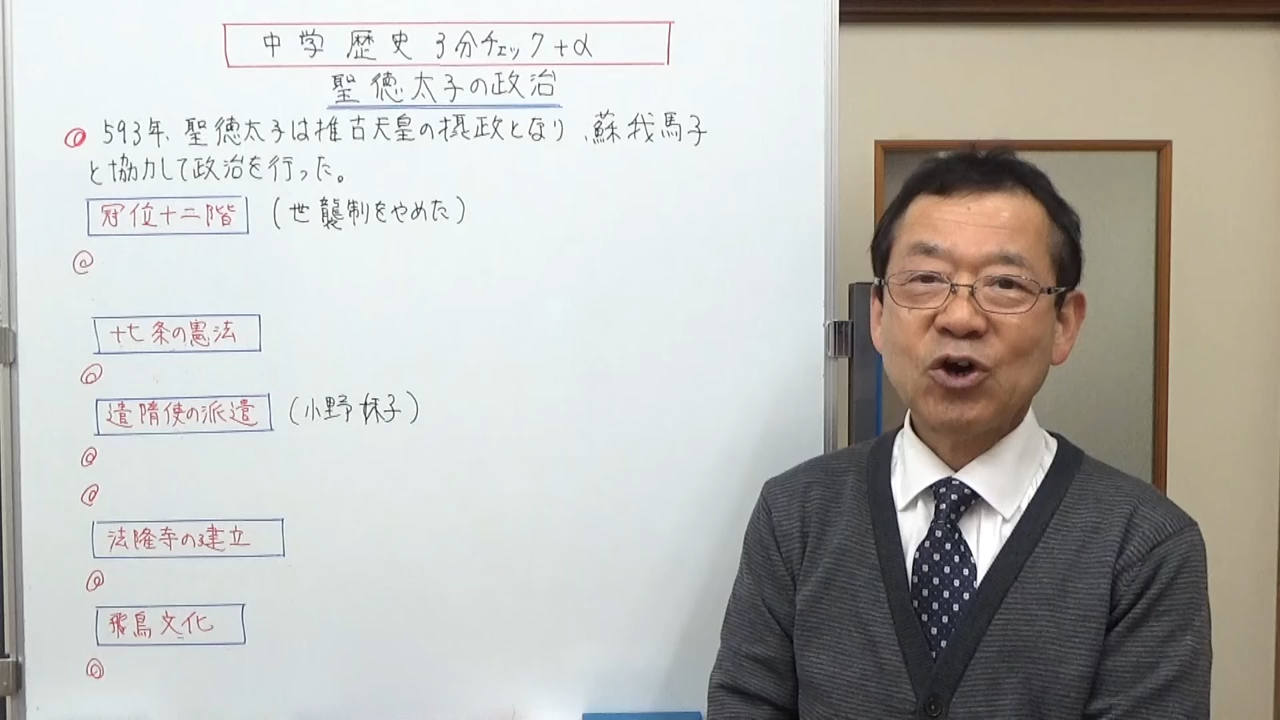 中学 歴史 3分チェック+α
聖徳太子の政治
◎ 593年、聖徳太子は推古天皇の摂政となり、蘇我馬子
と協力して政治を行った。
冠位十二階 (世襲制をやめた)
◎
十七条の憲法
◎
遣隋使の派遣 (小野妹子)
◎
◎
法隆寺の建立
◎
飛鳥文化
◎